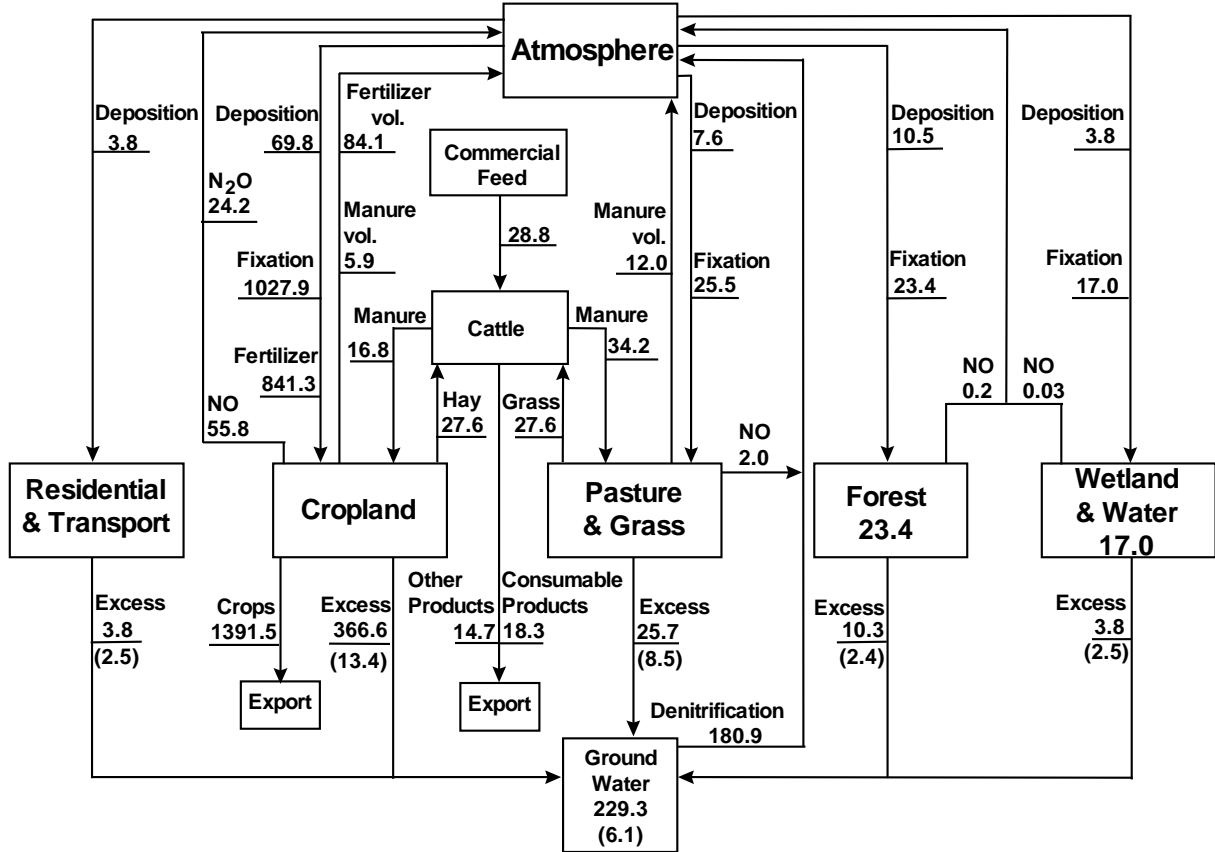 Atmosphere
Deposition
3.8
Deposition
69.8
Fertilizer
vol.
84.1
Commercial
Feed
Deposition
7.6
Deposition
10.5
Deposition
3.8
N2O
24.2
Manure
vol.
5.9
28.8
Manure
vol.
12.0
Fixation
1027.9
Fixation
25.5
Fixation
23.4
Fixation
17.0
Manure
16.8
Cattle
Manure
34.2
Fertilizer
841.3
NO
55.8
Hay
27.6
Grass
27.6
NO
2.0
NO
0.2
NO
0.03
Residential
& Transport
Cropland
Pasture
& Grass
Forest
23.4
Wetland
& Water
17.0
Excess
3.8
(2.5)
Crops
1391.5
Excess
366.6
(13.4)
Other
Products
14.7
Consumable
Products
18.3
Excess
25.7
(8.5)
Excess
10.3
(2.4)
Excess
3.8
(2.5)
Export
Export
Denitrification
180.9
Ground
Water
229.3
(6.1)